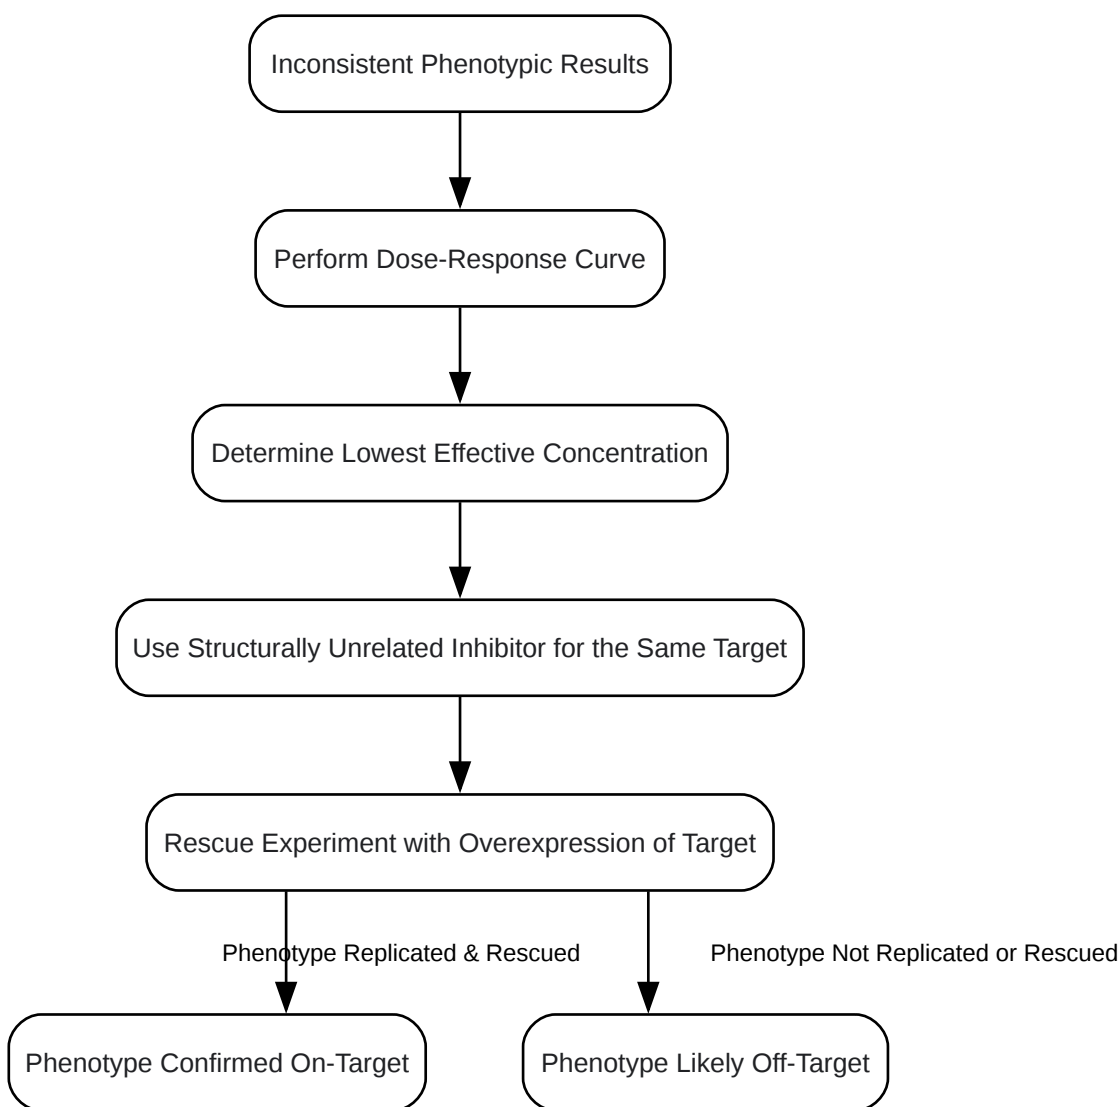 Inconsistent Phenotypic Results
Perform Dose-Response Curve
Determine Lowest Effective Concentration
Use Structurally Unrelated Inhibitor for the Same Target
Rescue Experiment with Overexpression of Target
Phenotype Replicated & Rescued
Phenotype Not Replicated or Rescued
Phenotype Confirmed On-Target
Phenotype Likely Off-Target